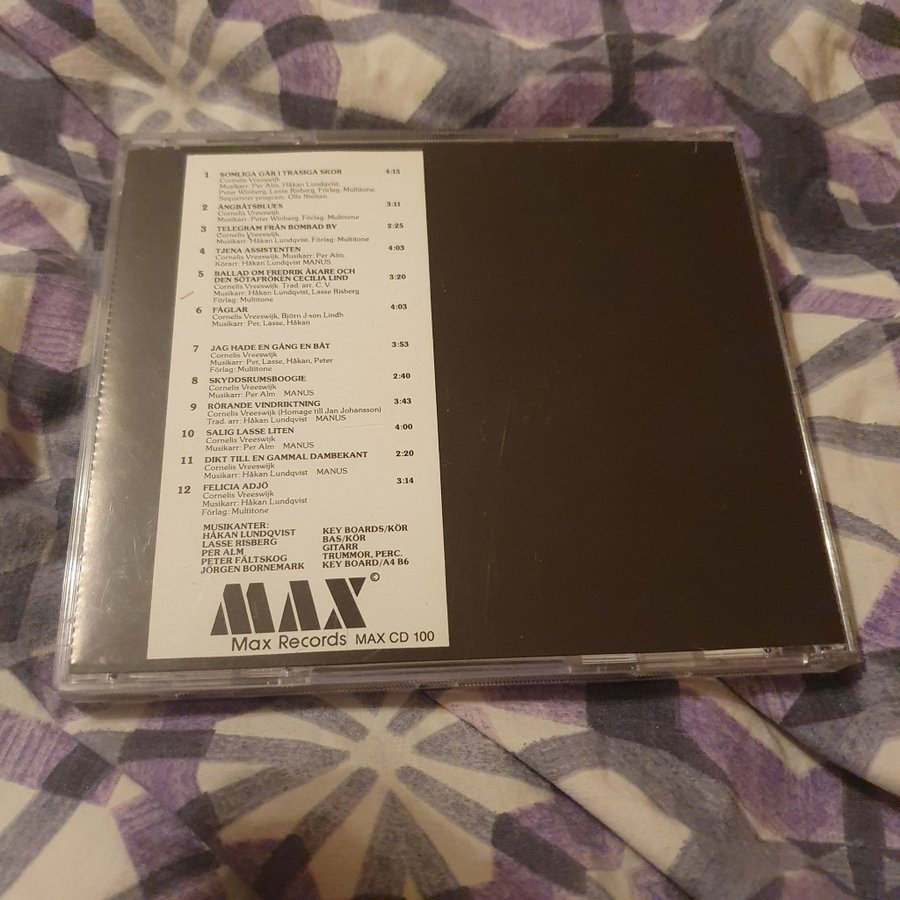 1 SOMLIGA GÅR I TRASIGA SKOR 4:15
Cornelis Vreeswijk
Musikarr: Per Alm, Håkan Lundqvist,
Peter Winberg, Lasse Risberg. Förlag: Multitone.
Sequencer program: Olle Nielsen
2 ÅNGBÅTSBLUES 3:11
Cornelis Vreeswijk
Musikarr: Peter Winberg. Förlag: Multitone
3 TELEGRAM FRÅN BOMBAD BY 2:25
Cornelis Vreeswijk.
Musikarr: Håkan Lundqvist. Förlag: Multitone
4 TJENA ASSISTENTEN 4:03
Cornelis Vreeswijk. Musikarr: Per Alm.
Körarr: Håkan Lundqvist MANUS
5 BALLAD OM FREDRIK ÅKARE OCH
DEN SÖTAFRÖKEN CECILIA LIND 3:20
Cornelis Vreeswijk. Trad. arr. C. V.
Musikarr: Håkan Lundqvist, Lasse Risberg
Förlag: Multitone
6 FÅGLAR 4:03
Cornelis Vreeswijk, Björn J-son Lindh
Musikarr: Per, Lasse, Håkan
7 JAG HADE EN GÅNG EN BÅT 3:53
Cornelis Vreeswijk
Musikarr: Per, Lasse, Håkan, Peter
Förlag: Multitone
8 SKYDDSRUMSBOOGIE 2:40
Cornelis Vreeswijk
Musikarr: Per Alm MANUS
9 RÖRANDE VINDRIKTNING 3:43
Cornelis Vreeswijk (Homage till Jan Johansson)
Trad. arr: Håkan Lundqvist MANUS
10 SALIG LASSE LITEN 4:00
Cornelis Vreeswijk
Musikarr: Per Alm MANUS
11 DIKT TILL EN GAMMAL DAMBEKANT 2:20
Cornelis Vreeswijk
Musikarr: Håkan Lundqvist MANUS
12 FELICIA ADJÖ 3:14
Cornelis Vreeswijk
Musikarr: Håkan Lundqvist
Förlag: Multitone
MUSIKANTER:
HÅKAN LUNDQVIST KEY BOARDS/KÖR
LASSE RISBERG BAS/KÖR
PER ALM GITARR
PETER FÄLTSKOG TRUMMOR, PERC.
JÖRGEN BORNEMARK KEY BOARD/A4 B6
MAX ©
Max Records MAX CD 100